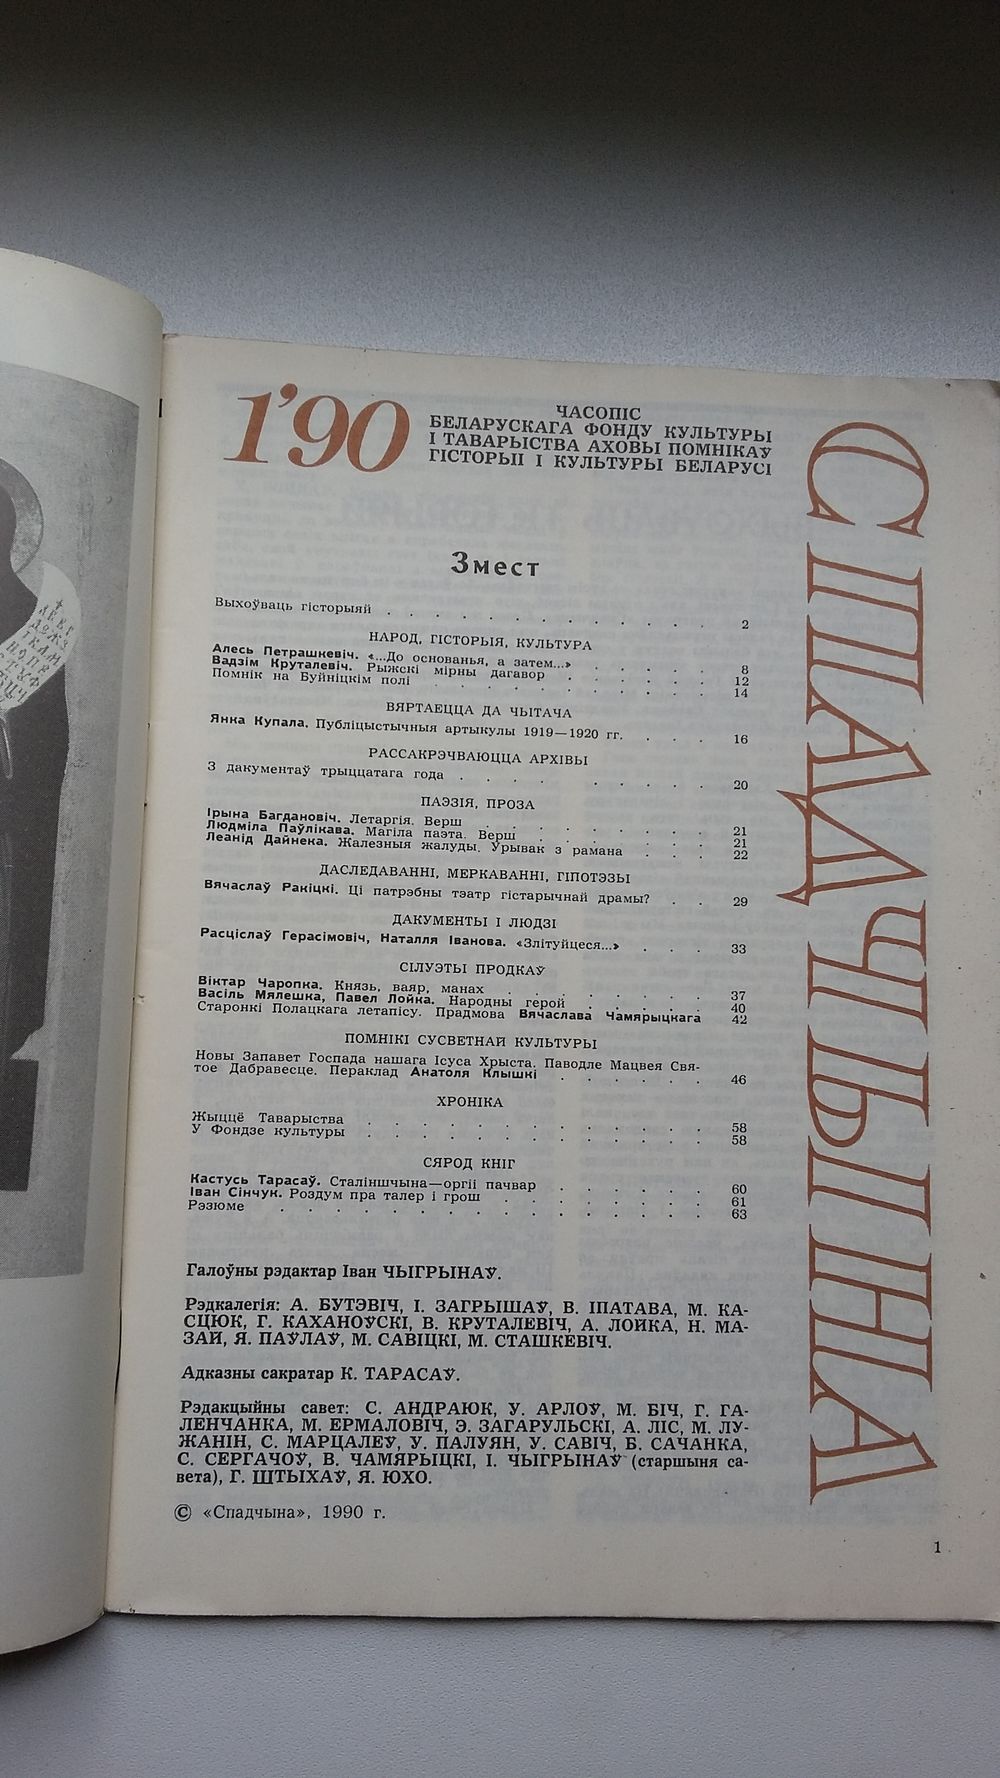 1’90
ЧАСОПІС
БЕЛАРУСКАГА ФОНДУ КУЛЬТУРЫ
І ТАВАРЫСТВА АХОВЫ ПОМНІКАЎ
ГІСТОРЫІ І КУЛЬТУРЫ БЕЛАРУСІ
СПАДЧЫНА
Змест
Выхоўваць гісторыяй . . . . . . . . . . . . . 2
НАРОД, ГІСТОРЫЯ, КУЛЬТУРА
Алесь Петрашкевіч. «...До основанья, а затем...» . . . . . 8
Вадзім Круталевіч. Рыжскі мірны дагавор . . . . . . 12
Помнік на Буйніцкім полі . . . . . . . . . . . 14
ВЯРТАЕЦЦА ДА ЧЫТАЧА
Янка Купала. Публіцыстычныя артыкулы 1919—1920 гг. . . . 16
РАССАКРЭЧВАЮЦЦА АРХІВЫ
З дакументаў трыццатага года . . . . . . . . . 20
ПАЭЗІЯ, ПРОЗА
Ірына Багдановіч. Летаргія. Верш . . . . . . . . 21
Людміла Паўлікава. Магіла паэта. Верш . . . . . . 21
Леанід Дайнека. Жалезныя жалуды. Урывак з рамана . . . 22
ДАСЛЕДАВАННІ, МЕРКАВАННІ, ГІПОТЭЗЫ
Вячаслаў Ракіцкі. Ці патрэбны тэатр гістарычнай драмы? . . 29
ДАКУМЕНТЫ І ЛЮДЗІ
Расціслаў Герасімовіч, Наталля Іванова. «Злітуйцеся...» . . . 33
СІЛУЭТЫ ПРОДКАЎ
Віктар Чаропка. Князь, ваяр, манах . . . . . . . . 37
Васіль Мялешка, Павел Лойка. Народны герой . . . . . . 40
Старонкі Полацкага летапісу. Прадмова Вячаслава Чамярыцкага 42
ПОМНІКІ СУСВЕТНАЙ КУЛЬТУРЫ
Новы Запавет Госпада нашага Ісуса Хрыста. Паводле Мацвея Свя-
тое Дабравесце. Пераклад Анатоля Клышкі . . . . . . 46
ХРОНІКА
Жыццё Таварыства . . . . . . . . . . . . . 58
У Фондзе культуры . . . . . . . . . . . . . 58
СЯРОД КНІГ
Кастусь Тарасаў. Сталіншчына—оргіі пачвар . . . . . . 60
Іван Сінчук. Роздум пра талер і грош . . . . . . . . 61
Рэзюме . . . . . . . . . . . . . . . 63
Галоўны рэдактар Іван ЧЫГРЫНАЎ.
Рэдкалегія: А. БУТЭВІЧ, І. ЗАГРЫШАЎ, В. ІПАТАВА, М. КА-
СЦЮК, Г. КАХАНОЎСКІ, В. КРУТАЛЕВІЧ, А. ЛОЙКА, Н. МА-
ЗАЙ, Я. ПАЎЛАЎ, М. САВІЦКІ, М. СТАШКЕВІЧ.
Адказны сакратар К. ТАРАСАЎ.
Рэдакцыйны савет: С. АНДРАЮК, У. АРЛОЎ, М. БІЧ, Г. ГА-
ЛЕНЧАНКА, М. ЕРМАЛОВІЧ, Э. ЗАГАРУЛЬСКІ, А. ЛІС, М. ЛУ-
ЖАНІН, С. МАРЦАЛЕЎ, У. ПАЛУЯН, У. САВІЧ, Б. САЧАНКА,
С. СЕРГАЧОЎ, В. ЧАМЯРЫЦКІ, І. ЧЫГРЫНАЎ (старшыня са-
вета), Г. ШТЫХАЎ, Я. ЮХО.
© «Спадчына», 1990 г.
1